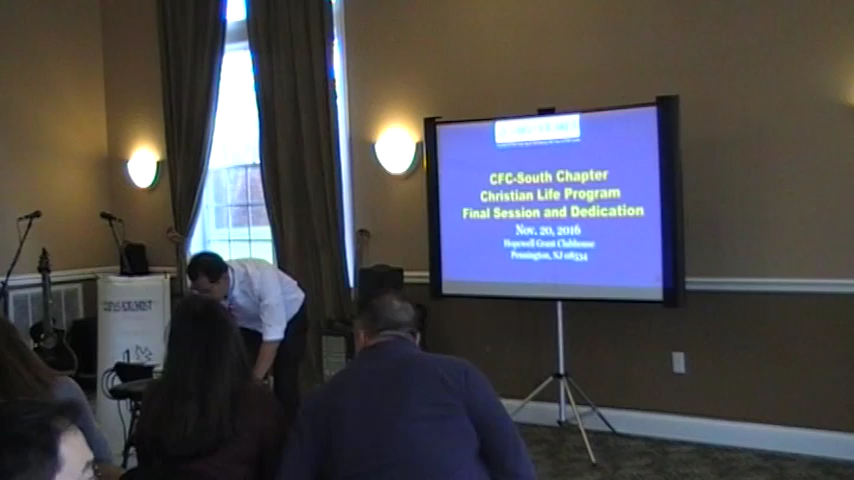 CFC-South Chapter
Christian Life Program
Final Session and Dedication
Nov. 20, 2016
Hopewell Grant Clubhouse
Pennington, NJ 08534